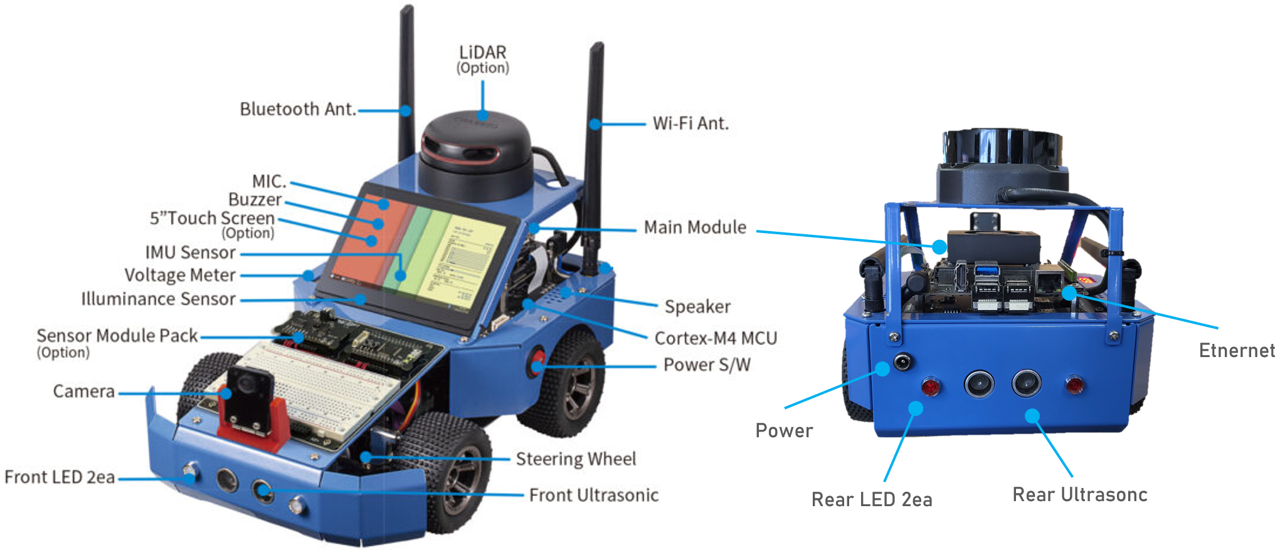 LiDAR
(Option)
Bluetooth Ant.
Wi-Fi Ant.
MIC.
Buzzer
5”Touch Screen
(Option)
IMU Sensor
Voltage Meter
Illuminance Sensor
Sensor Module Pack
(Option)
Camera
Front LED 2ea
Main Module
Speaker
Cortex-M4 MCU
Power S/W
Steering Wheel
Front Ultrasonic
Etnernet
Power
Rear LED 2ea
Rear Ultrasonc